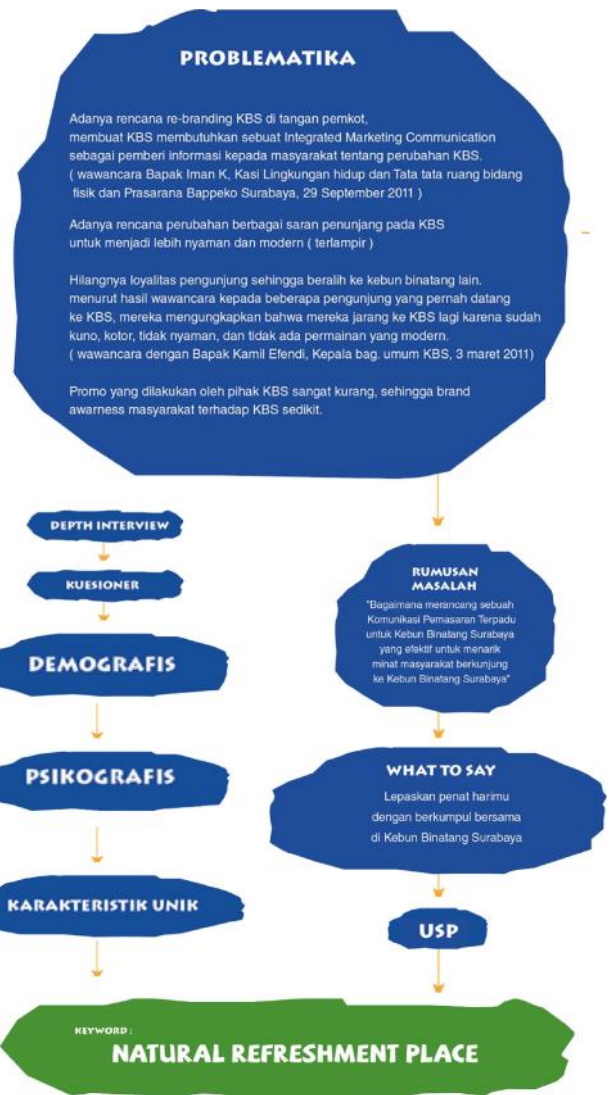 PROBLEMATIKA
Adanya rencana re-branding KBS di tangan pemkot,
membuat KBS membutuhkan sebuat Integrated Marketing Communication
sebagai pemberi informasi kepada masyarakat tentang perubahan KBS.
( wawancara Bapak Iman K, Kasi Lingkungan hidup dan Tata tata ruang bidang
fisik dan Prasarana Bappeko Surabaya, 29 September 2011 )
Adanya rencana perubahan berbagai saran penunjang pada KBS
untuk menjadi lebih nyaman dan modern ( terlampir )
Hilangnya loyalitas pengunjung sehingga beralih ke kebun binatang lain.
menurut hasil wawancara kepada beberapa pengunjung yang pernah datang
ke KBS, mereka mengungkapkan bahwa mereka jarang ke KBS lagi karena sudah
kuno, kotor, tidak nyaman, dan tidak ada permainan yang modern.
( wawancara dengan Bapak Kamil Efendi, Kepala bag. umum KBS, 3 maret 2011)
Promo yang dilakukan oleh pihak KBS sangat kurang, sehingga brand
awarness masyarakat terhadap KBS sedikit.
DEPTH INTERVIEW
KUESIONER
DEMOGRAFIS
PSIKOGRAFIS
KARAKTERISTIK UNIK
RUMUSAN
MASALAH
"Bagaimana merancang sebuah
Komunikasi Pemasaran Terpadu
untuk Kebun Binatang Surabaya
yang efektif untuk menarik
minat masyarakat berkunjung
ke Kebun Binatang Surabaya"
WHAT TO SAY
Lepaskan penat harimu
dengan berkumpul bersama
di Kebun Binatang Surabaya
USP
KEYWORD :
NATURAL REFRESHMENT PLACE